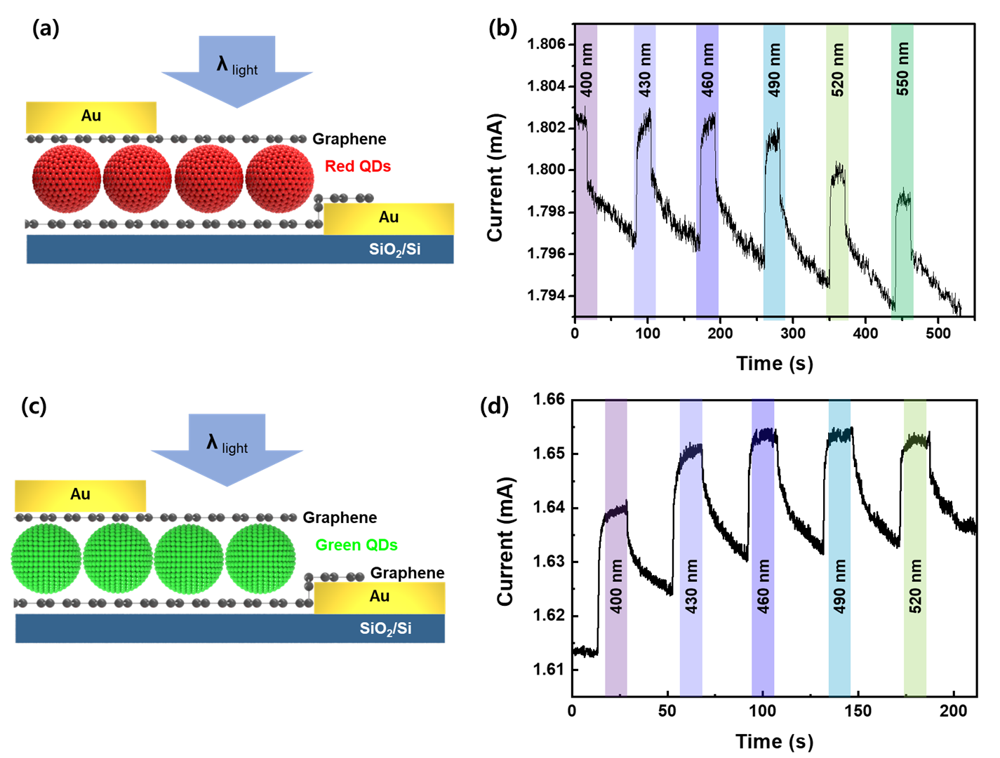 (a)
λ light
Au
Graphene
Red QDs
Au
SiO₂/Si
(b)
1.806
1.804
1.802
1.800
1.798
1.796
1.794
Current (mA)
400 nm
430 nm
460 nm
490 nm
520 nm
550 nm
0
100
200
300
400
500
Time (s)
(c)
λ light
Au
Graphene
Green QDs
Graphene
Au
SiO₂/Si
(d)
1.66
1.65
1.64
1.63
1.62
1.61
Current (mA)
400 nm
430 nm
460 nm
490 nm
520 nm
0
50
100
150
200
Time (s)